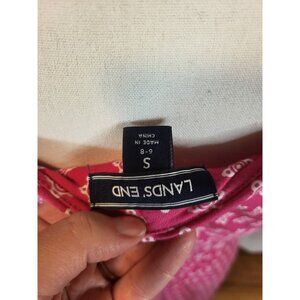 LANDS' END
S
6-8
MADE IN
CHINA